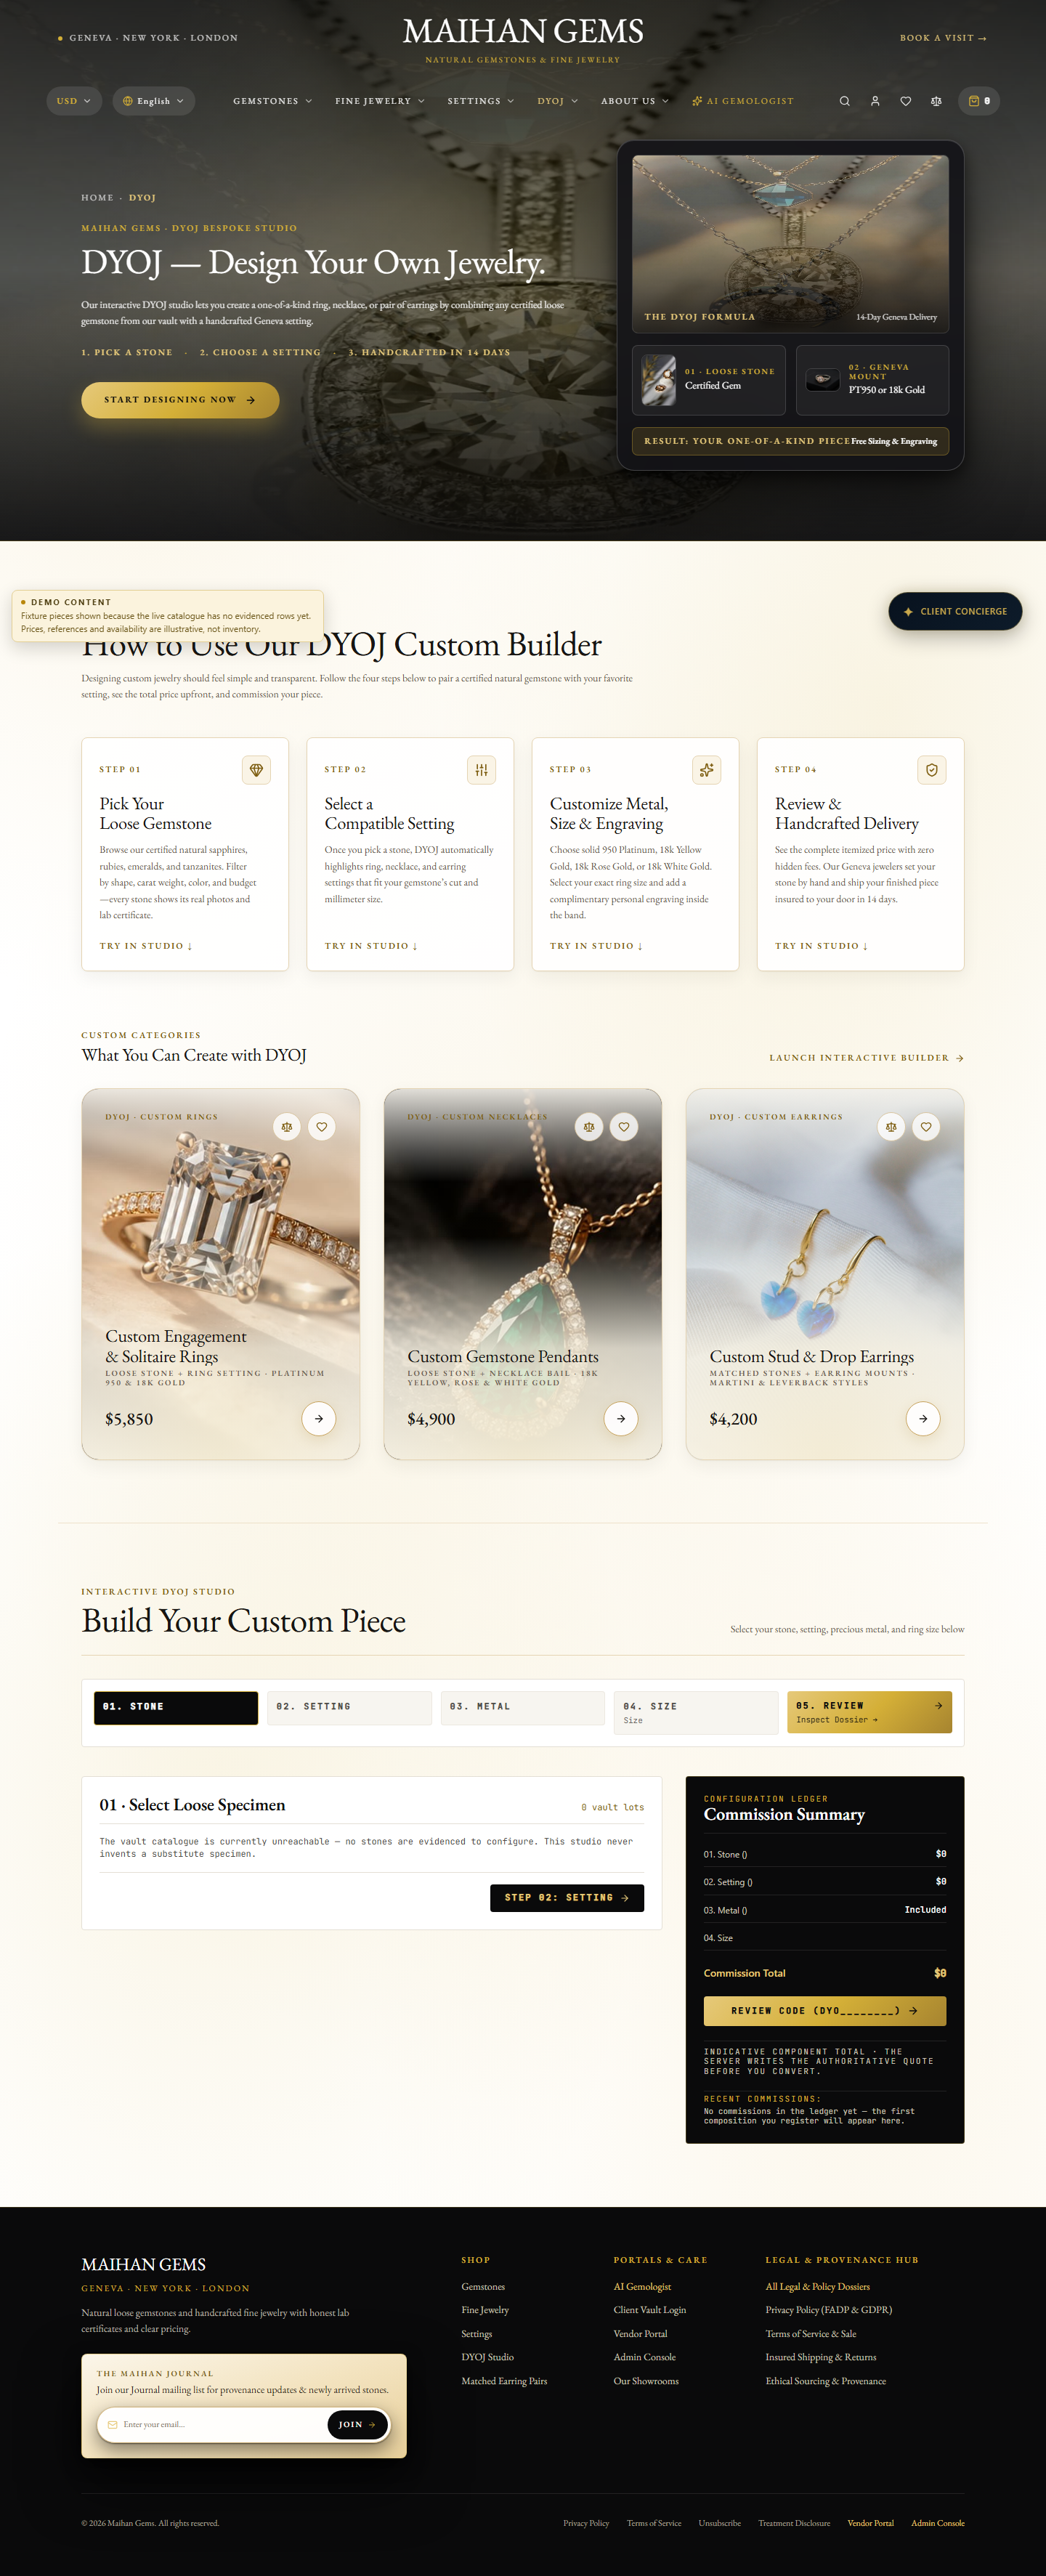 GENEVA · NEW YORK · LONDON
MAIHAN GEMS
NATURAL GEMSTONES & FINE JEWELRY
BOOK A VISIT →
USD
English
GEMSTONES
FINE JEWELRY
SETTINGS
DYOJ
ABOUT US
AI GEMOLOGIST
0
HOME · DYOJ
MAIHAN GEMS · DYOJ BESPOKE STUDIO
DYOJ — Design Your Own Jewelry.
Our interactive DYOJ studio lets you create a one-of-a-kind ring, necklace, or pair of earrings by combining any certified loose
gemstone from our vault with a handcrafted Geneva setting.
1. PICK A STONE · 2. CHOOSE A SETTING · 3. HANDCRAFTED IN 14 DAYS
START DESIGNING NOW →
THE DYOJ FORMULA
14-Day Geneva Delivery
01 · LOOSE STONE
Certified Gem
02 · GENEVA
MOUNT
PT950 or 18k Gold
RESULT: YOUR ONE-OF-A-KIND PIECE
Free Sizing & Engraving
DEMO CONTENT
Fixture pieces shown because the live catalogue has no evidenced rows yet.
Prices, references and availability are illustrative, not inventory.
CLIENT CONCIERGE
How to Use Our DYOJ Custom Builder
Designing custom jewelry should feel simple and transparent. Follow the four steps below to pair a certified natural gemstone with your favorite
setting, see the total price upfront, and commission your piece.
STEP 01
Pick Your
Loose Gemstone
Browse our certified natural sapphires,
rubies, emeralds, and tanzanites. Filter
by shape, carat weight, color, and budget
—every stone shows its real photos and
lab certificate.
TRY IN STUDIO ↓
STEP 02
Select a
Compatible Setting
Once you pick a stone, DYOJ automatically
highlights ring, necklace, and earring
settings that fit your gemstone's cut and
millimeter size.
TRY IN STUDIO ↓
STEP 03
Customize Metal,
Size & Engraving
Choose solid 950 Platinum, 18k Yellow
Gold, 18k Rose Gold, or 18k White Gold.
Select your exact ring size and add a
complimentary personal engraving inside
the band.
TRY IN STUDIO ↓
STEP 04
Review &
Handcrafted Delivery
See the complete itemized price with zero
hidden fees. Our Geneva jewelers set your
stone by hand and ship your finished piece
insured to your door in 14 days.
TRY IN STUDIO ↓
CUSTOM CATEGORIES
What You Can Create with DYOJ
LAUNCH INTERACTIVE BUILDER →
DYOJ · CUSTOM RINGS
Custom Engagement
& Solitaire Rings
LOOSE STONE + RING SETTING · PLATINUM
950 & 18K GOLD
$5,850
DYOJ · CUSTOM NECKLACES
Custom Gemstone Pendants
LOOSE STONE + NECKLACE BAIL · 18K
YELLOW, ROSE & WHITE GOLD
$4,900
DYOJ · CUSTOM EARRINGS
Custom Stud & Drop Earrings
MATCHED STONES + EARRING MOUNTS ·
MARTINI & LEVERBACK STYLES
$4,200
INTERACTIVE DYOJ STUDIO
Build Your Custom Piece
Select your stone, setting, precious metal, and ring size below
01. STONE
02. SETTING
03. METAL
04. SIZE
Size
05. REVIEW →
Inspect Dossier →
01 · Select Loose Specimen
0 vault lots
The vault catalogue is currently unreachable — no stones are evidenced to configure. This studio never
invents a substitute specimen.
STEP 02: SETTING →
CONFIGURATION LEDGER
Commission Summary
01. Stone () $0
02. Setting () $0
03. Metal () Included
04. Size
Commission Total $0
REVIEW CODE (DYO________) →
INDICATIVE COMPONENT TOTAL · THE
SERVER WRITES THE AUTHORITATIVE QUOTE
BEFORE YOU CONVERT.
RECENT COMMISSIONS:
No commissions in the ledger yet — the first
composition you register will appear here.
MAIHAN GEMS
GENEVA · NEW YORK · LONDON
Natural loose gemstones and handcrafted fine jewelry with honest lab
certificates and clear pricing.
THE MAIHAN JOURNAL
Join our Journal mailing list for provenance updates & newly arrived stones.
Enter your email...
JOIN →
SHOP
Gemstones
Fine Jewelry
Settings
DYOJ Studio
Matched Earring Pairs
PORTALS & CARE
AI Gemologist
Client Vault Login
Vendor Portal
Admin Console
Our Showrooms
LEGAL & PROVENANCE HUB
All Legal & Policy Dossiers
Privacy Policy (FADP & GDPR)
Terms of Service & Sale
Insured Shipping & Returns
Ethical Sourcing & Provenance
© 2026 Maihan Gems. All rights reserved.
Privacy Policy
Terms of Service
Unsubscribe
Treatment Disclosure
Vendor Portal
Admin Console